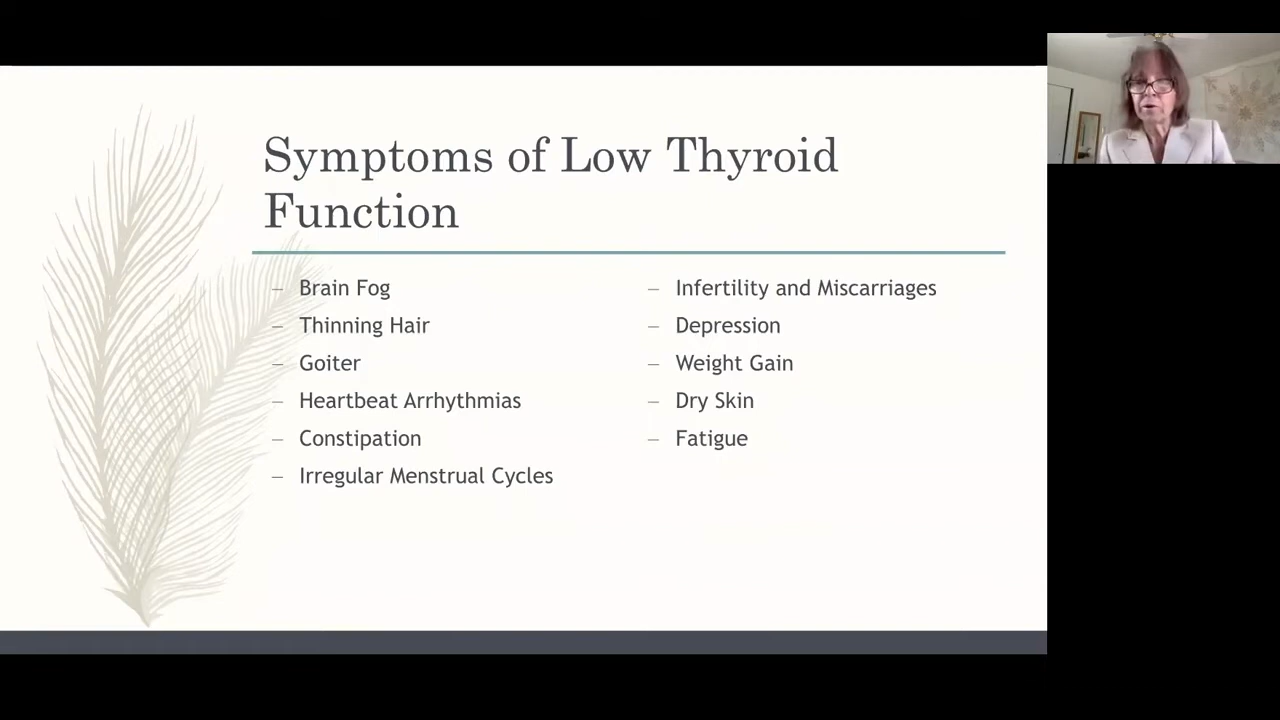 Symptoms of Low Thyroid
Function
– Brain Fog
– Thinning Hair
– Goiter
– Heartbeat Arrhythmias
– Constipation
– Irregular Menstrual Cycles
– Infertility and Miscarriages
– Depression
– Weight Gain
– Dry Skin
– Fatigue